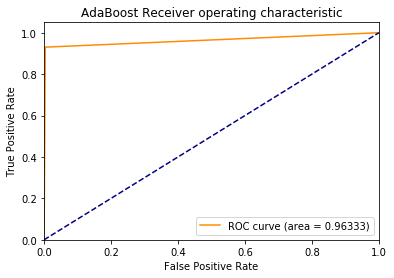 AdaBoost Receiver operating characteristic
1.0
0.8
0.6
0.4
0.2
0.0
True Positive Rate
ROC curve (area = 0.96333)
0.0 0.2 0.4 0.6 0.8 1.0
False Positive Rate